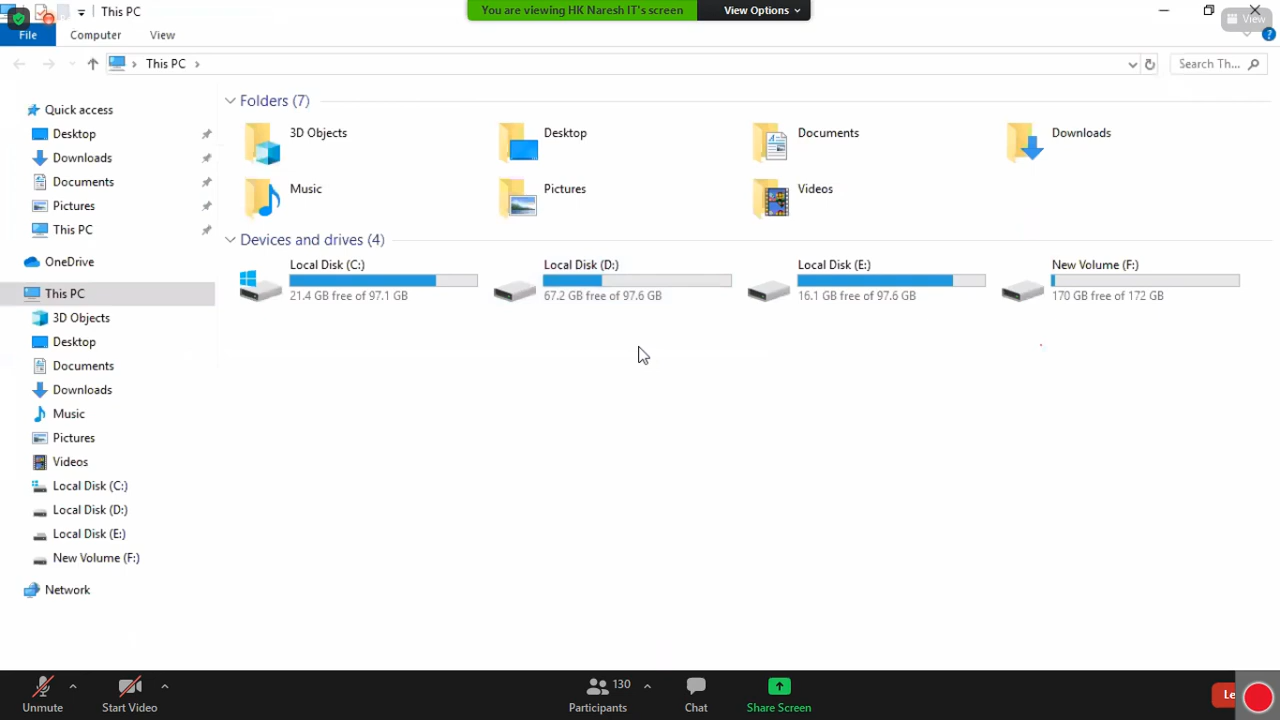 This PC
You are viewing HK Naresh IT's screen
View Options
View
File
Computer
View
This PC
Search Th...
Quick access
Desktop
Downloads
Documents
Pictures
This PC
OneDrive
This PC
3D Objects
Desktop
Documents
Downloads
Music
Pictures
Videos
Local Disk (C:)
Local Disk (D:)
Local Disk (E:)
New Volume (F:)
Network
Folders (7)
3D Objects
Desktop
Documents
Downloads
Music
Pictures
Videos
Devices and drives (4)
Local Disk (C:)
21.4 GB free of 97.1 GB
Local Disk (D:)
67.2 GB free of 97.6 GB
Local Disk (E:)
16.1 GB free of 97.6 GB
New Volume (F:)
170 GB free of 172 GB
Unmute
Start Video
130
Participants
Chat
Share Screen
Le